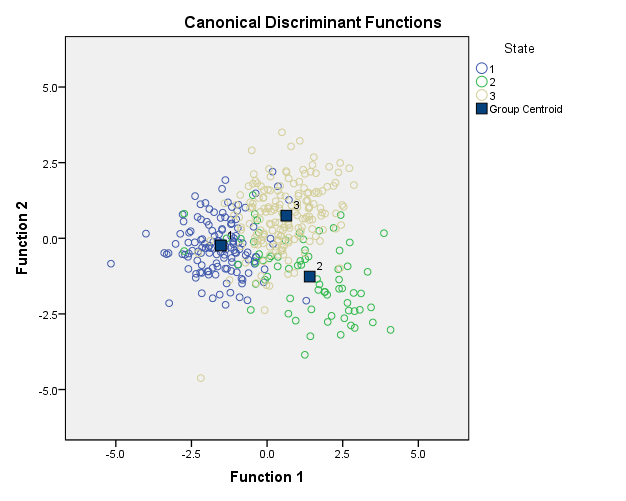 Canonical Discriminant Functions
State
1
2
3
Group Centroid
Function 2
5.0
2.5
0.0
-2.5
-5.0
3
1
2
-5.0 -2.5 0.0 2.5 5.0
Function 1